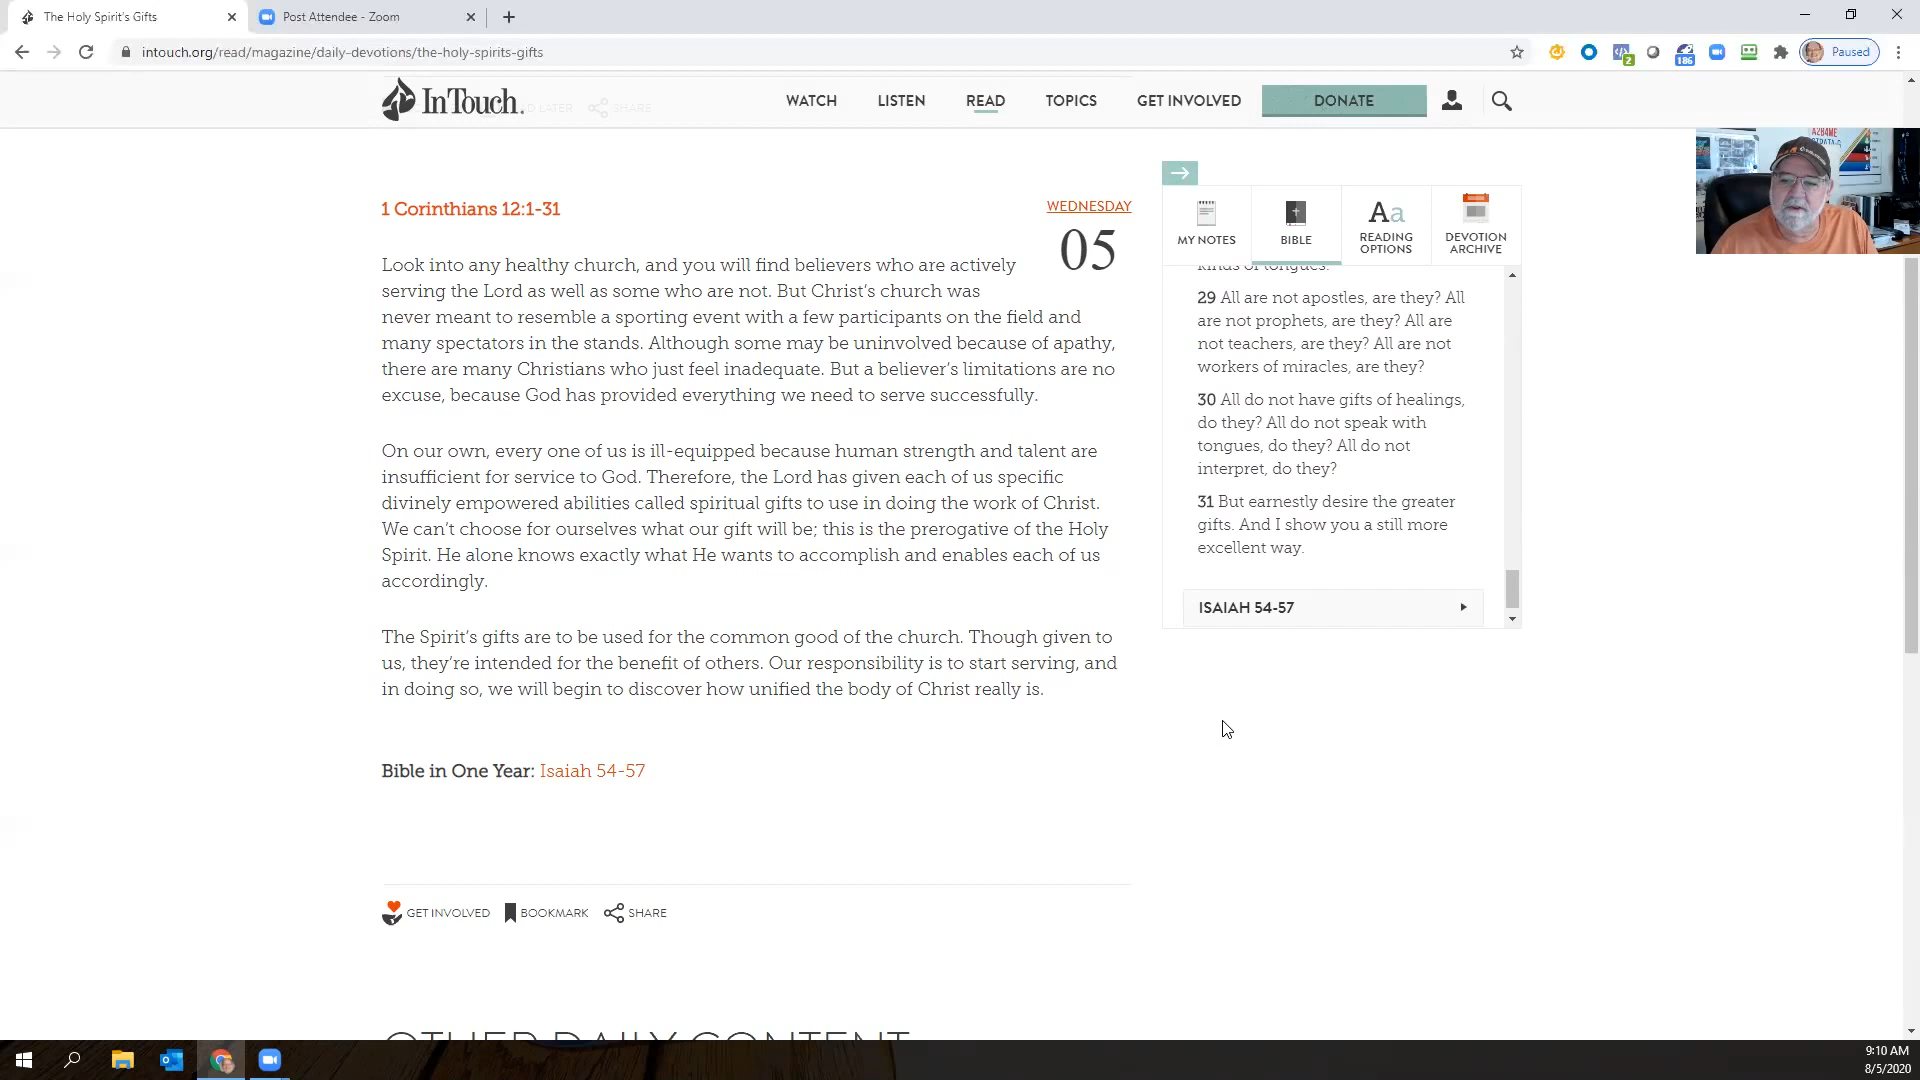 The Holy Spirit's Gifts
Post Attendee - Zoom
intouch.org/read/magazine/daily-devotions/the-holy-spirits-gifts
2
186
Paused
InTouch.
LATER
SHARE
WATCH
LISTEN
READ
TOPICS
GET INVOLVED
DONATE
1 Corinthians 12:1-31
WEDNESDAY
05
Look into any healthy church, and you will find believers who are actively
serving the Lord as well as some who are not. But Christ's church was
never meant to resemble a sporting event with a few participants on the field and
many spectators in the stands. Although some may be uninvolved because of apathy,
there are many Christians who just feel inadequate. But a believer's limitations are no
excuse, because God has provided everything we need to serve successfully.
On our own, every one of us is ill-equipped because human strength and talent are
insufficient for service to God. Therefore, the Lord has given each of us specific
divinely empowered abilities called spiritual gifts to use in doing the work of Christ.
We can't choose for ourselves what our gift will be; this is the prerogative of the Holy
Spirit. He alone knows exactly what He wants to accomplish and enables each of us
accordingly.
The Spirit's gifts are to be used for the common good of the church. Though given to
us, they're intended for the benefit of others. Our responsibility is to start serving, and
in doing so, we will begin to discover how unified the body of Christ really is.
Bible in One Year: Isaiah 54-57
GET INVOLVED
BOOKMARK
SHARE
OTHER DAILY CONTENT
MY NOTES
BIBLE
Aa
READING
OPTIONS
DEVOTION
ARCHIVE
kinds of tongues.
29 All are not apostles, are they? All
are not prophets, are they? All are
not teachers, are they? All are not
workers of miracles, are they?
30 All do not have gifts of healings,
do they? All do not speak with
tongues, do they? All do not
interpret, do they?
31 But earnestly desire the greater
gifts. And I show you a still more
excellent way.
ISAIAH 54-57
9:10 AM
8/5/2020